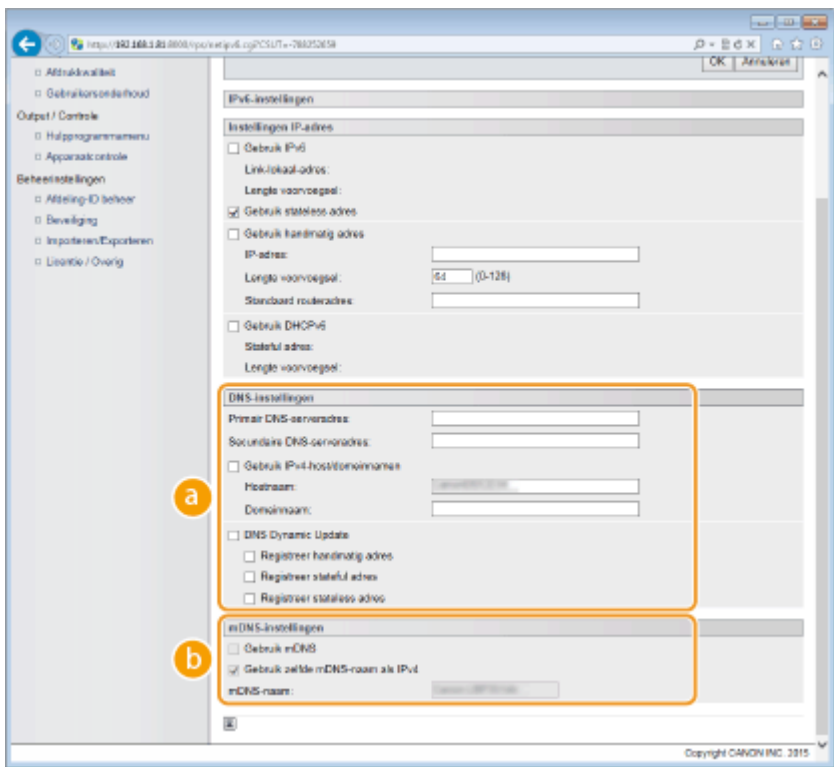 Afdrukkwaliteit
Gebruikersonderhoud
Output / Controle
Hulpprogrammamenu
Apparaatcontrole
Beheerinstellingen
Afdeling-ID beheer
Beveiliging
Importeren/Exporteren
Licentie / Overig
OK Annuleren
IPv6-instellingen
Instellingen IP-adres
Gebruik IPv6
Link-lokaal-adres:
Lengte voorvoegsel:
Gebruik stateless adres
Gebruik handmatig adres
IP-adres:
Lengte voorvoegsel: 64 (0-128)
Standaard routeradres:
Gebruik DHCPv6
Stateful adres:
Lengte voorvoegsel:
a
DNS-instellingen
Primair DNS-serveradres:
Secundaire DNS-serveradres:
Gebruik IPv4-host/domeinnamen
Hostnaam:
Domeinnaam:
DNS Dynamic Update
Registreer handmatig adres
Registreer stateful adres
Registreer stateless adres
b
mDNS-instellingen
Gebruik mDNS
Gebruik zelfde mDNS-naam als IPv4
mDNS-naam:
Copyright CANON INC. 2015